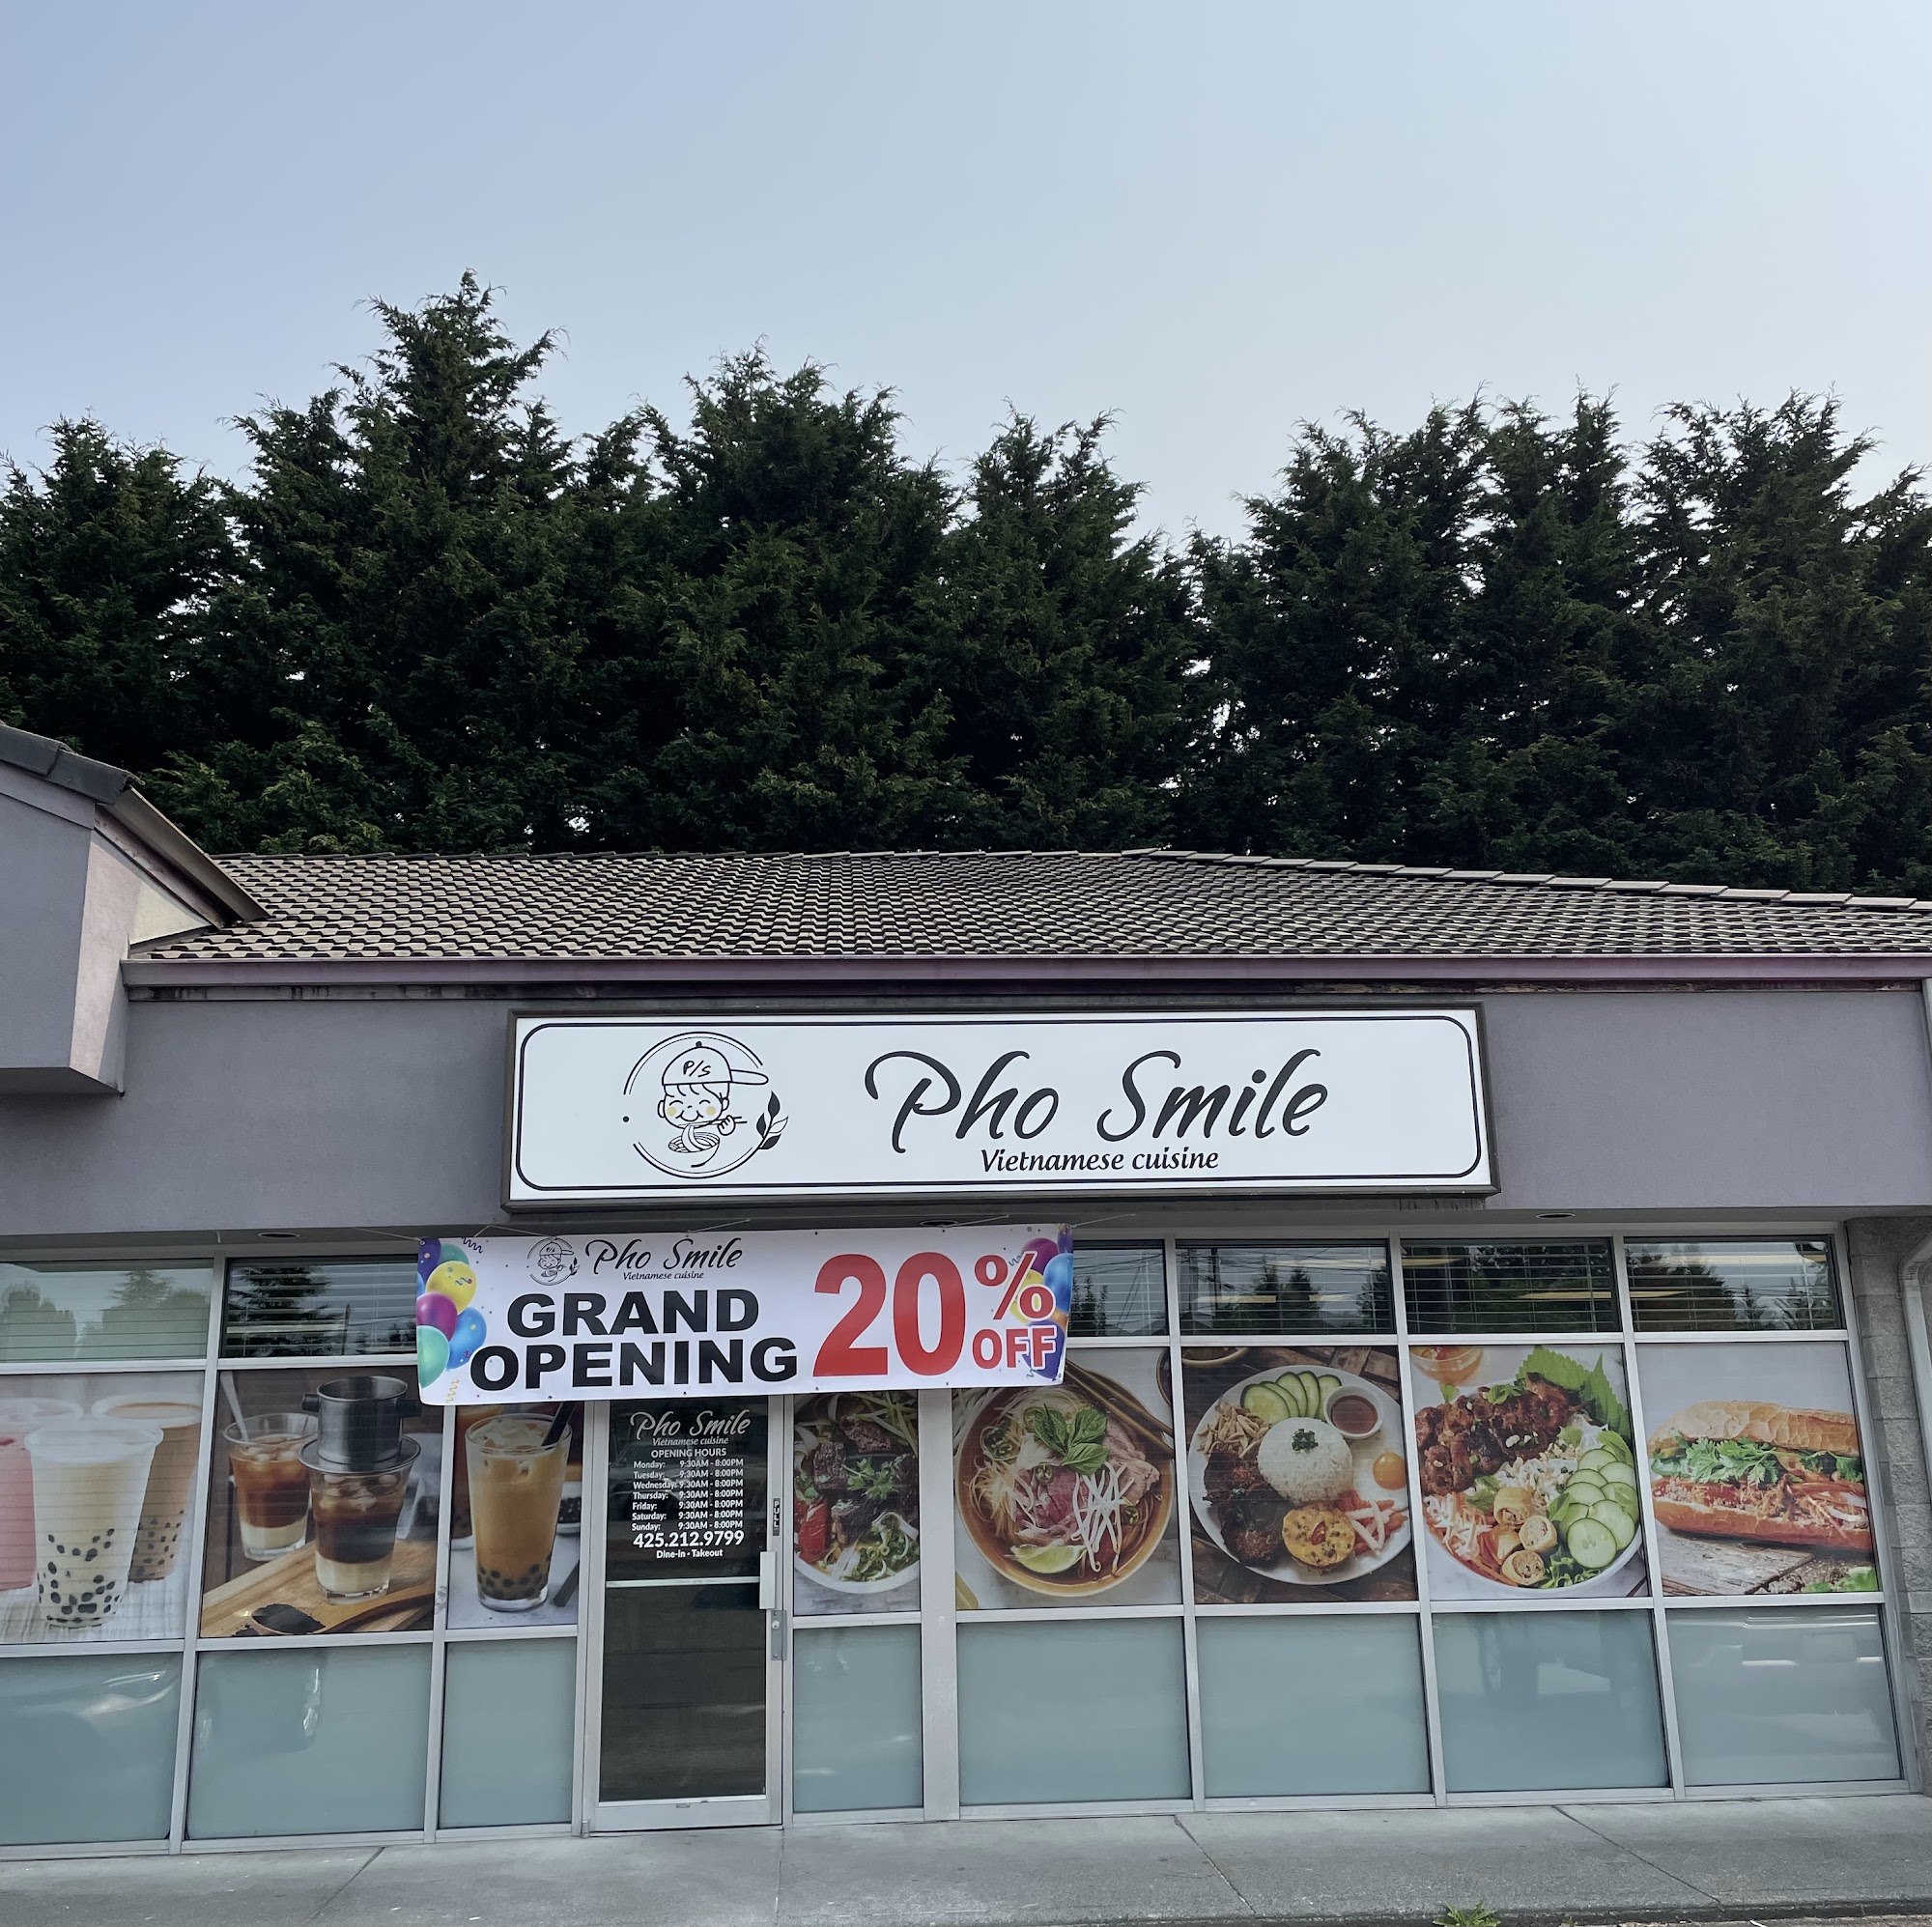 P/S
Pho Smile
Vietnamese cuisine
Pho Smile
Vietnamese cuisine
GRAND
OPENING
20%
OFF
Pho Smile
Vietnamese cuisine
OPENING HOURS
Monday: 9:30AM - 8:00PM
Tuesday: 9:30AM - 8:00PM
Wednesday: 9:30AM - 8:00PM
Thursday: 9:30AM - 8:00PM
Friday: 9:30AM - 8:00PM
Saturday: 9:30AM - 8:00PM
Sunday: 9:30AM - 8:00PM
425.212.9799
Dine-in - Takeout
PULL